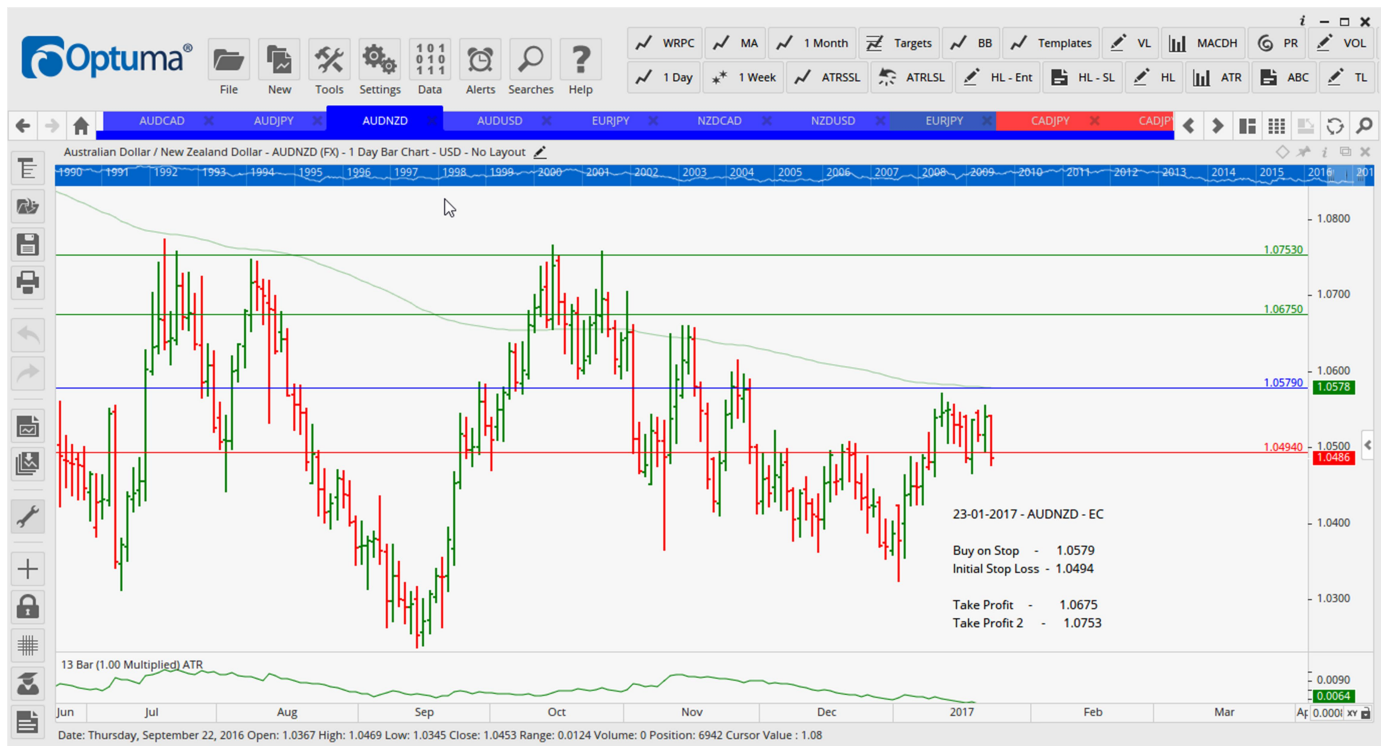 Optuma®
File
New
Tools
Settings
Data
Alerts
Searches
Help
WRPC
MA
1 Month
Targets
BB
Templates
VL
MACDH
PR
VOL
1 Day
1 Week
ATRSSL
ATRLSL
HL - Ent
HL - SL
HL
ATR
ABC
TL
AUDCAD
AUDJPY
AUDNZD
AUDUSD
EURJPY
NZDCAD
NZDUSD
EURJPY
CADJPY
CADJPY
Australian Dollar / New Zealand Dollar - AUDNZD (FX) - 1 Day Bar Chart - USD - No Layout
1990 1991 1992 1993 1994 1995 1996 1997 1998 1999 2000 2001 2002 2003 2004 2005 2006 2007 2008 2009 2010 2011 2012 2013 2014 2015 2016 201
1.0800
1.07530
1.0700
1.06750
1.0600
1.05790
1.0578
1.0500
1.04940
1.0486
1.0400
1.0300
23-01-2017 - AUDNZD - EC
Buy on Stop - 1.0579
Initial Stop Loss - 1.0494
Take Profit - 1.0675
Take Profit 2 - 1.0753
13 Bar (1.00 Multiplied) ATR
0.0090
0.0064
Jun Jul Aug Sep Oct Nov Dec 2017 Feb Mar
XY
Date: Thursday, September 22, 2016 Open: 1.0367 High: 1.0469 Low: 1.0345 Close: 1.0453 Range: 0.0124 Volume: 0 Position: 6942 Cursor Value : 1.08